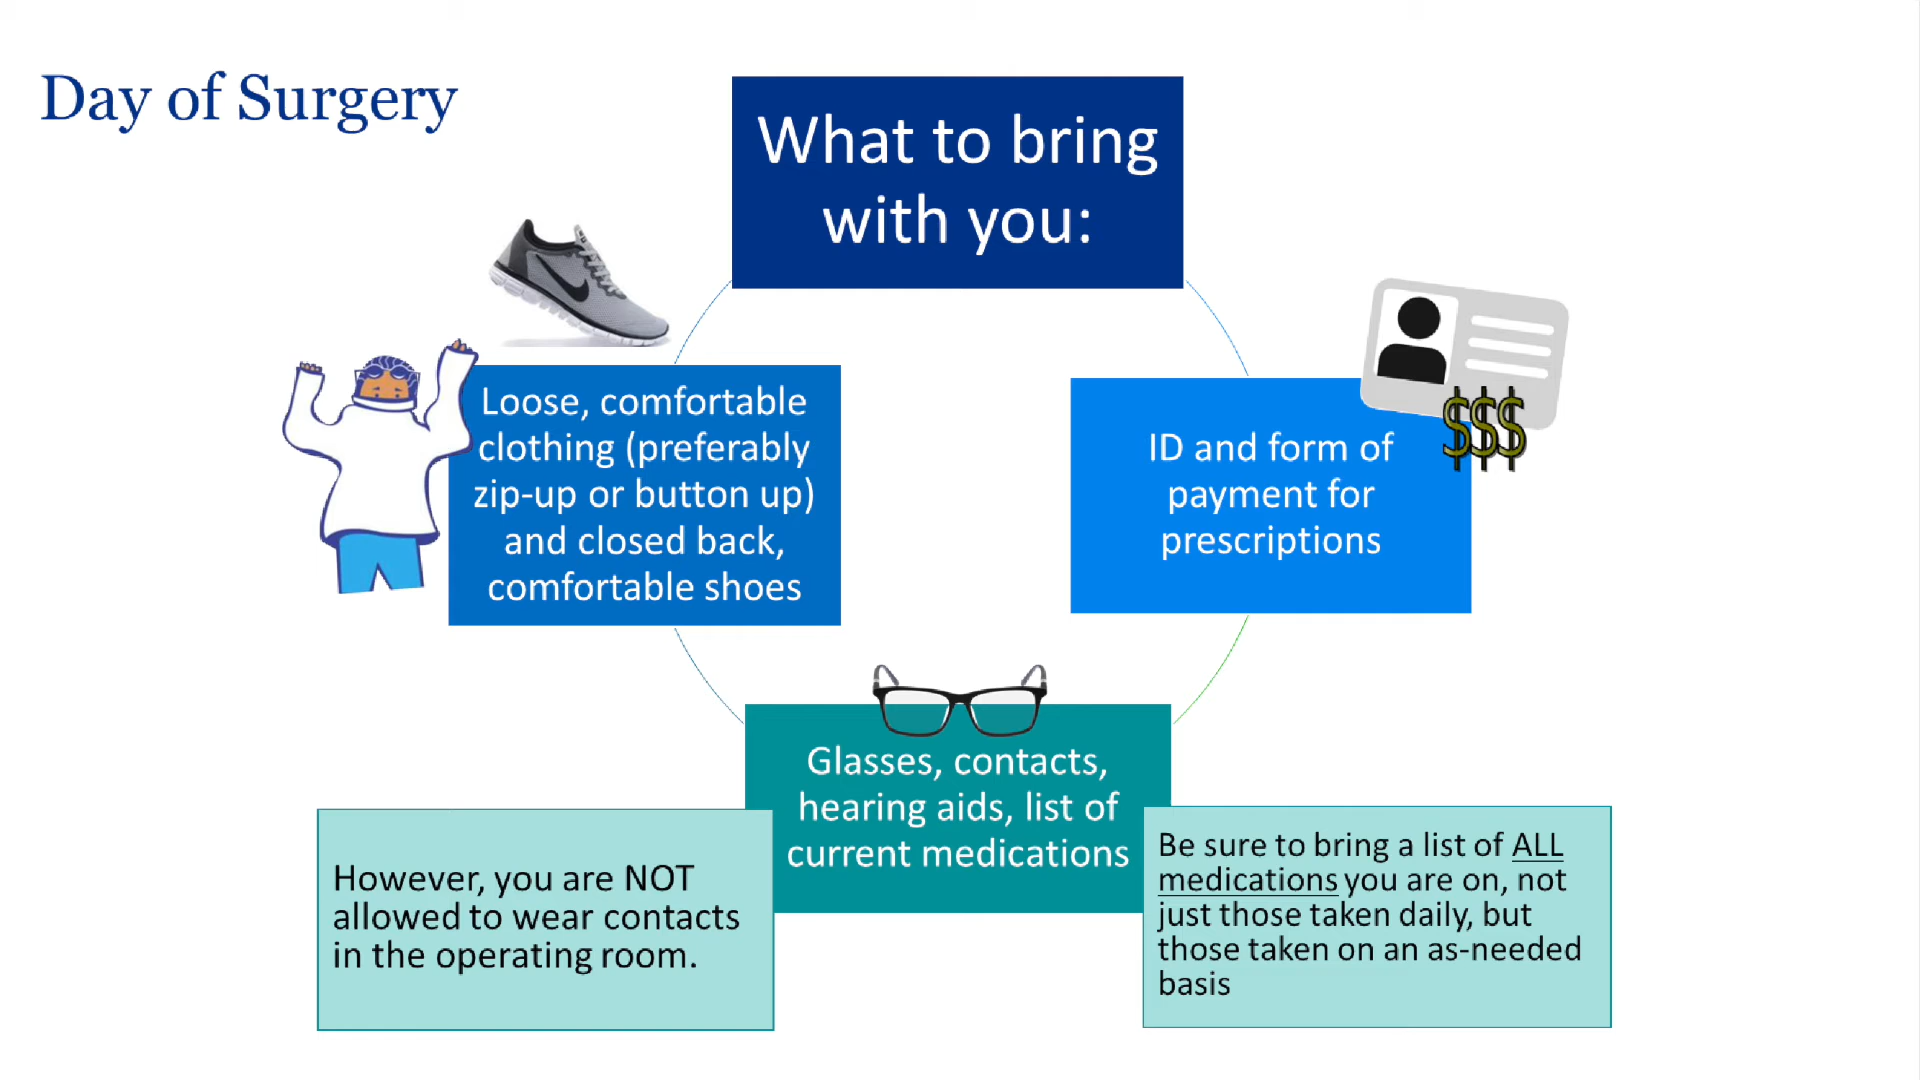 Day of Surgery
What to bring
with you:
Loose, comfortable
clothing (preferably
zip-up or button up)
and closed back,
comfortable shoes
ID and form of
payment for
prescriptions
$$$
Glasses, contacts,
hearing aids, list of
current medications
However, you are NOT
allowed to wear contacts
in the operating room.
Be sure to bring a list of ALL
medications you are on, not
just those taken daily, but
those taken on an as-needed
basis